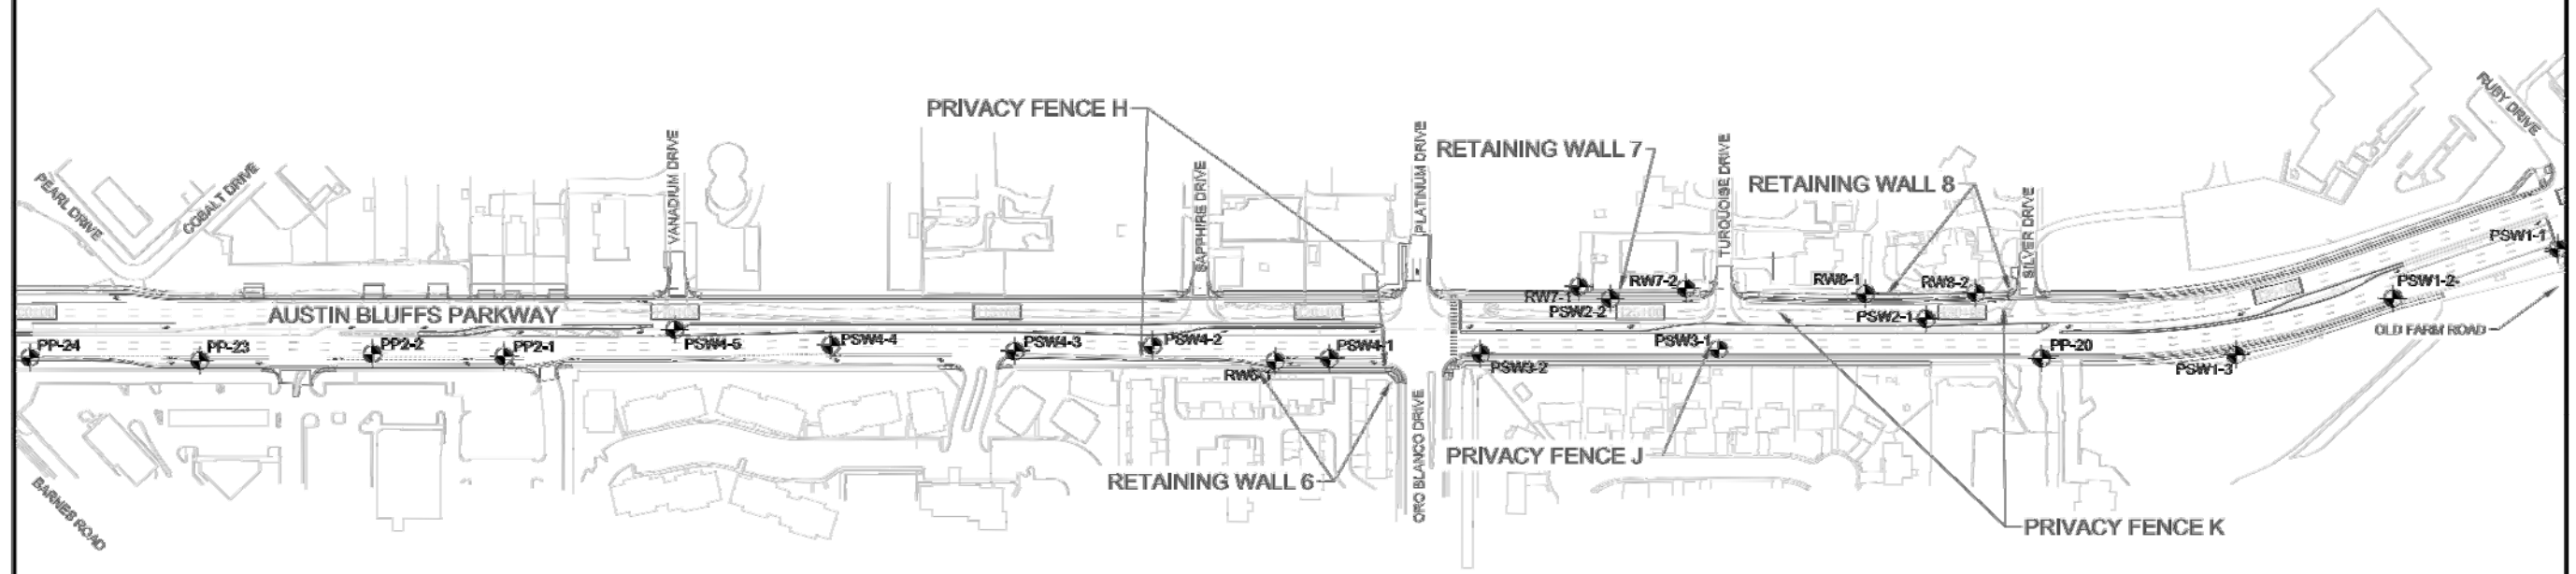 PRIVACY FENCE H
RETAINING WALL 7
RETAINING WALL 8
PEARL DRIVE
COBALT DRIVE
VANADIUM DRIVE
SAPPHIRE DRIVE
PLATINUM DRIVE
TURQUOISE DRIVE
SILVER DRIVE
RUBY DRIVE
PSW1-1
RW7-1
RW7-2
RW8-1
RW8-2
PSW1-2
AUSTIN BLUFFS PARKWAY
PSW2-2
PSW2-1
OLD FARM ROAD
PP-24
PP-23
PP2-2
PP2-1
PSW4-5
PSW4-4
PSW4-3
PSW4-2
PSW4-1
PSW3-2
PSW3-1
PP-20
PSW1-3
RW6-1
ORO BLANCO DRIVE
PRIVACY FENCE J
RETAINING WALL 6
BARNES ROAD
PRIVACY FENCE K